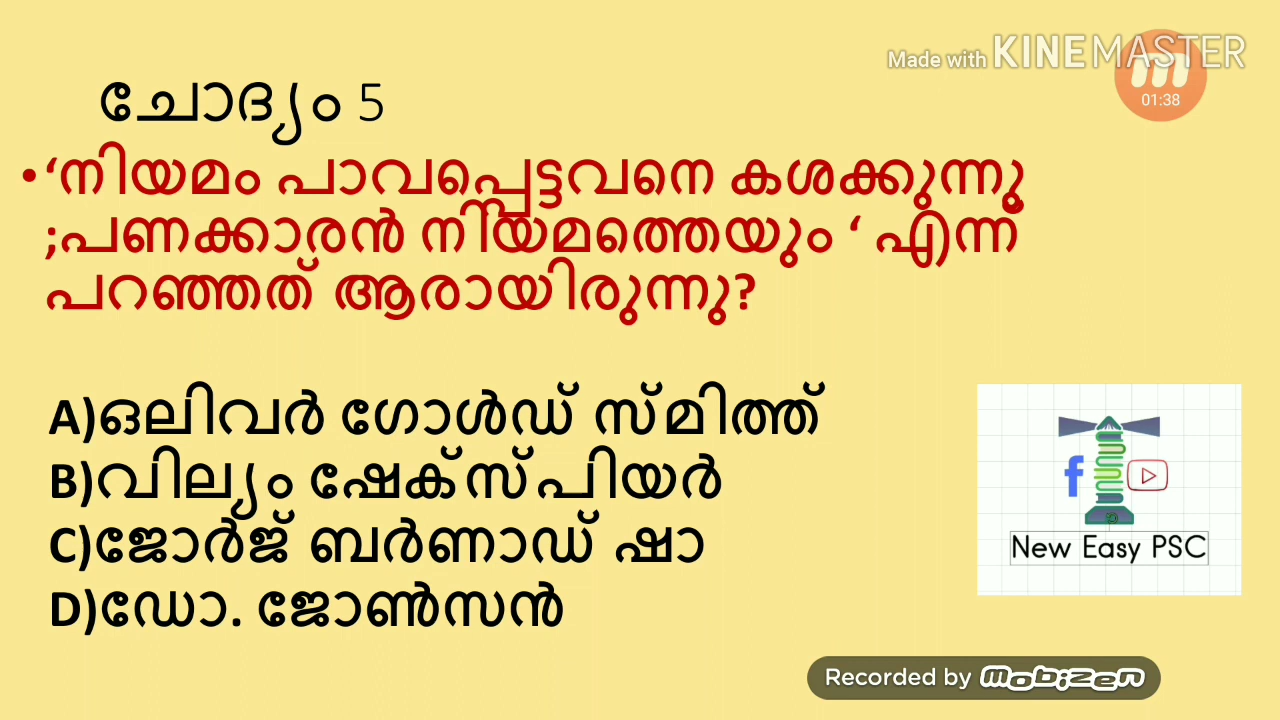 Made with KINEMASTER
01:38
ചോദ്യം 5
•‘നിയമം പാവപ്പെട്ടവനെ കശക്കുന്നു
;പണക്കാരൻ നിയമത്തെയും ‘ എന്ന്
പറഞ്ഞത് ആരായിരുന്നു?
A)ഒലിവർ ഗോൾഡ് സ്മിത്ത്
B)വില്യം ഷേക്സ്പിയർ
C)ജോർജ് ബർണാഡ് ഷാ
D)ഡോ. ജോൺസൻ
New Easy PSC
Recorded by mobizen